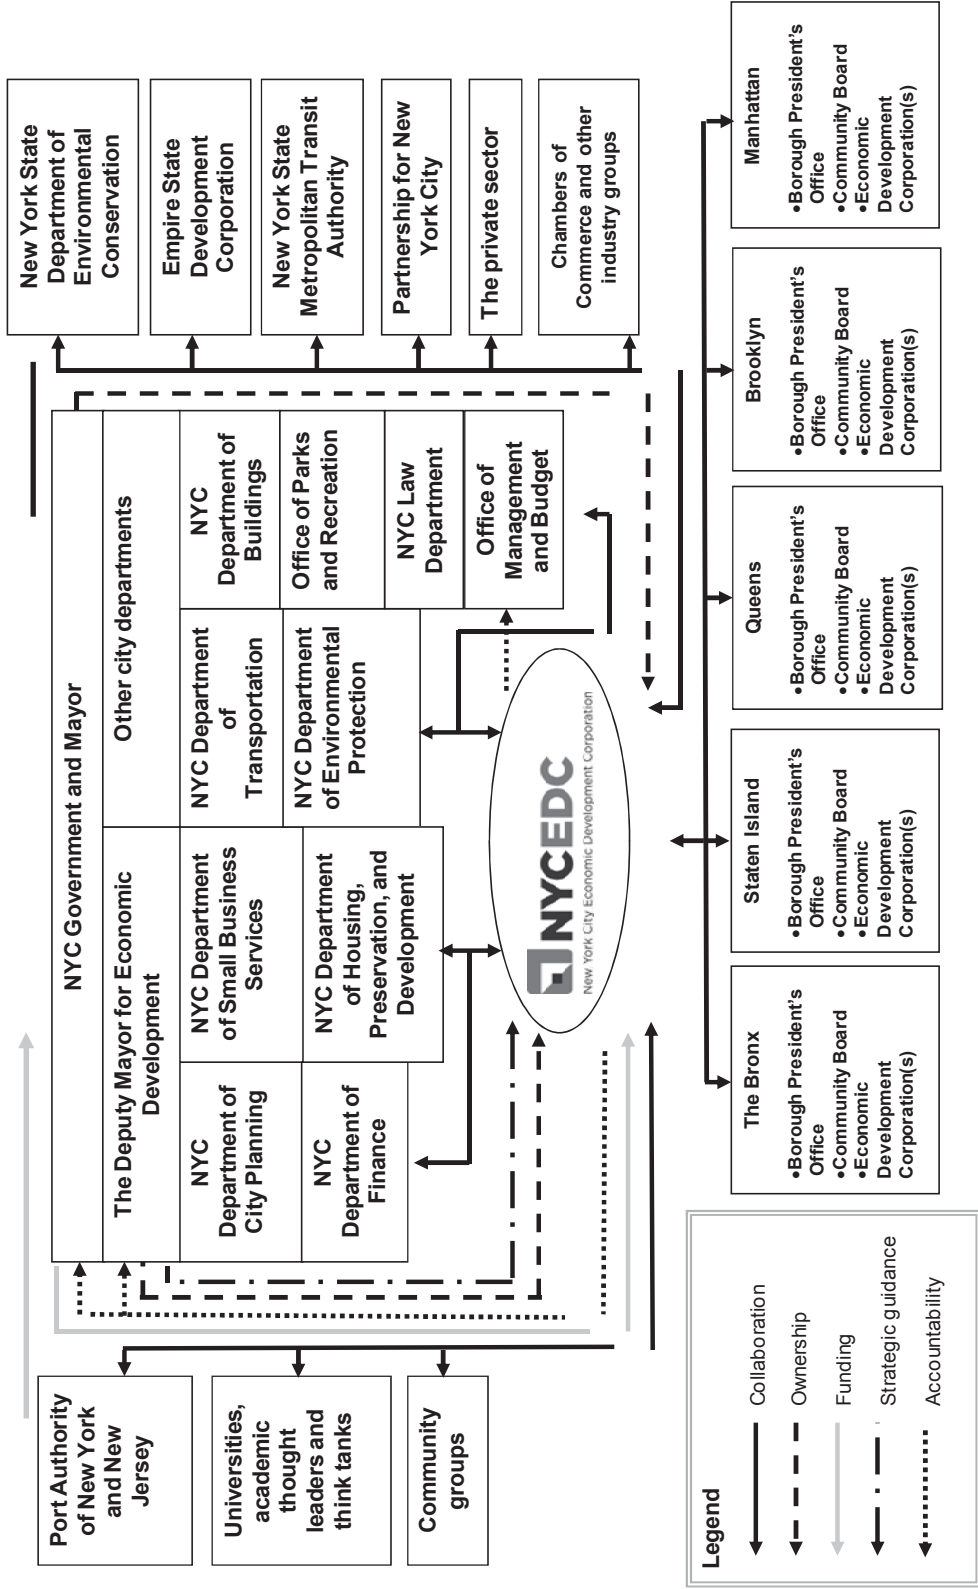 NYC Government and Mayor
The Deputy Mayor for Economic
Development
Other city departments
NYC
Department of
City Planning
NYC Department
of Small Business
Services
NYC Department
of
Transportation
NYC
Department of
Buildings
NYC
Department of
Finance
NYC Department
of Housing,
Preservation, and
Development
NYC Department
of Environmental
Protection
Office of Parks
and Recreation
NYC Law
Department
Office of
Management
and Budget
Port Authority
of New York
and New
Jersey
Universities,
academic
thought
leaders and
think tanks
Community
groups
New York State
Department of
Environmental
Conservation
Empire State
Development
Corporation
New York State
Metropolitan Transit
Authority
Partnership for New
York City
The private sector
Chambers of
Commerce and other
industry groups
NYCEDC
New York City Economic Development Corporation
The Bronx
•Borough President's
Office
•Community Board
•Economic
Development
Corporation(s)
Staten Island
•Borough President's
Office
•Community Board
•Economic
Development
Corporation(s)
Queens
•Borough President's
Office
•Community Board
•Economic
Development
Corporation(s)
Brooklyn
•Borough President's
Office
•Community Board
•Economic
Development
Corporation(s)
Manhattan
•Borough President's
Office
•Community Board
•Economic
Development
Corporation(s)
Legend
Collaboration
Ownership
Funding
Strategic guidance
Accountability